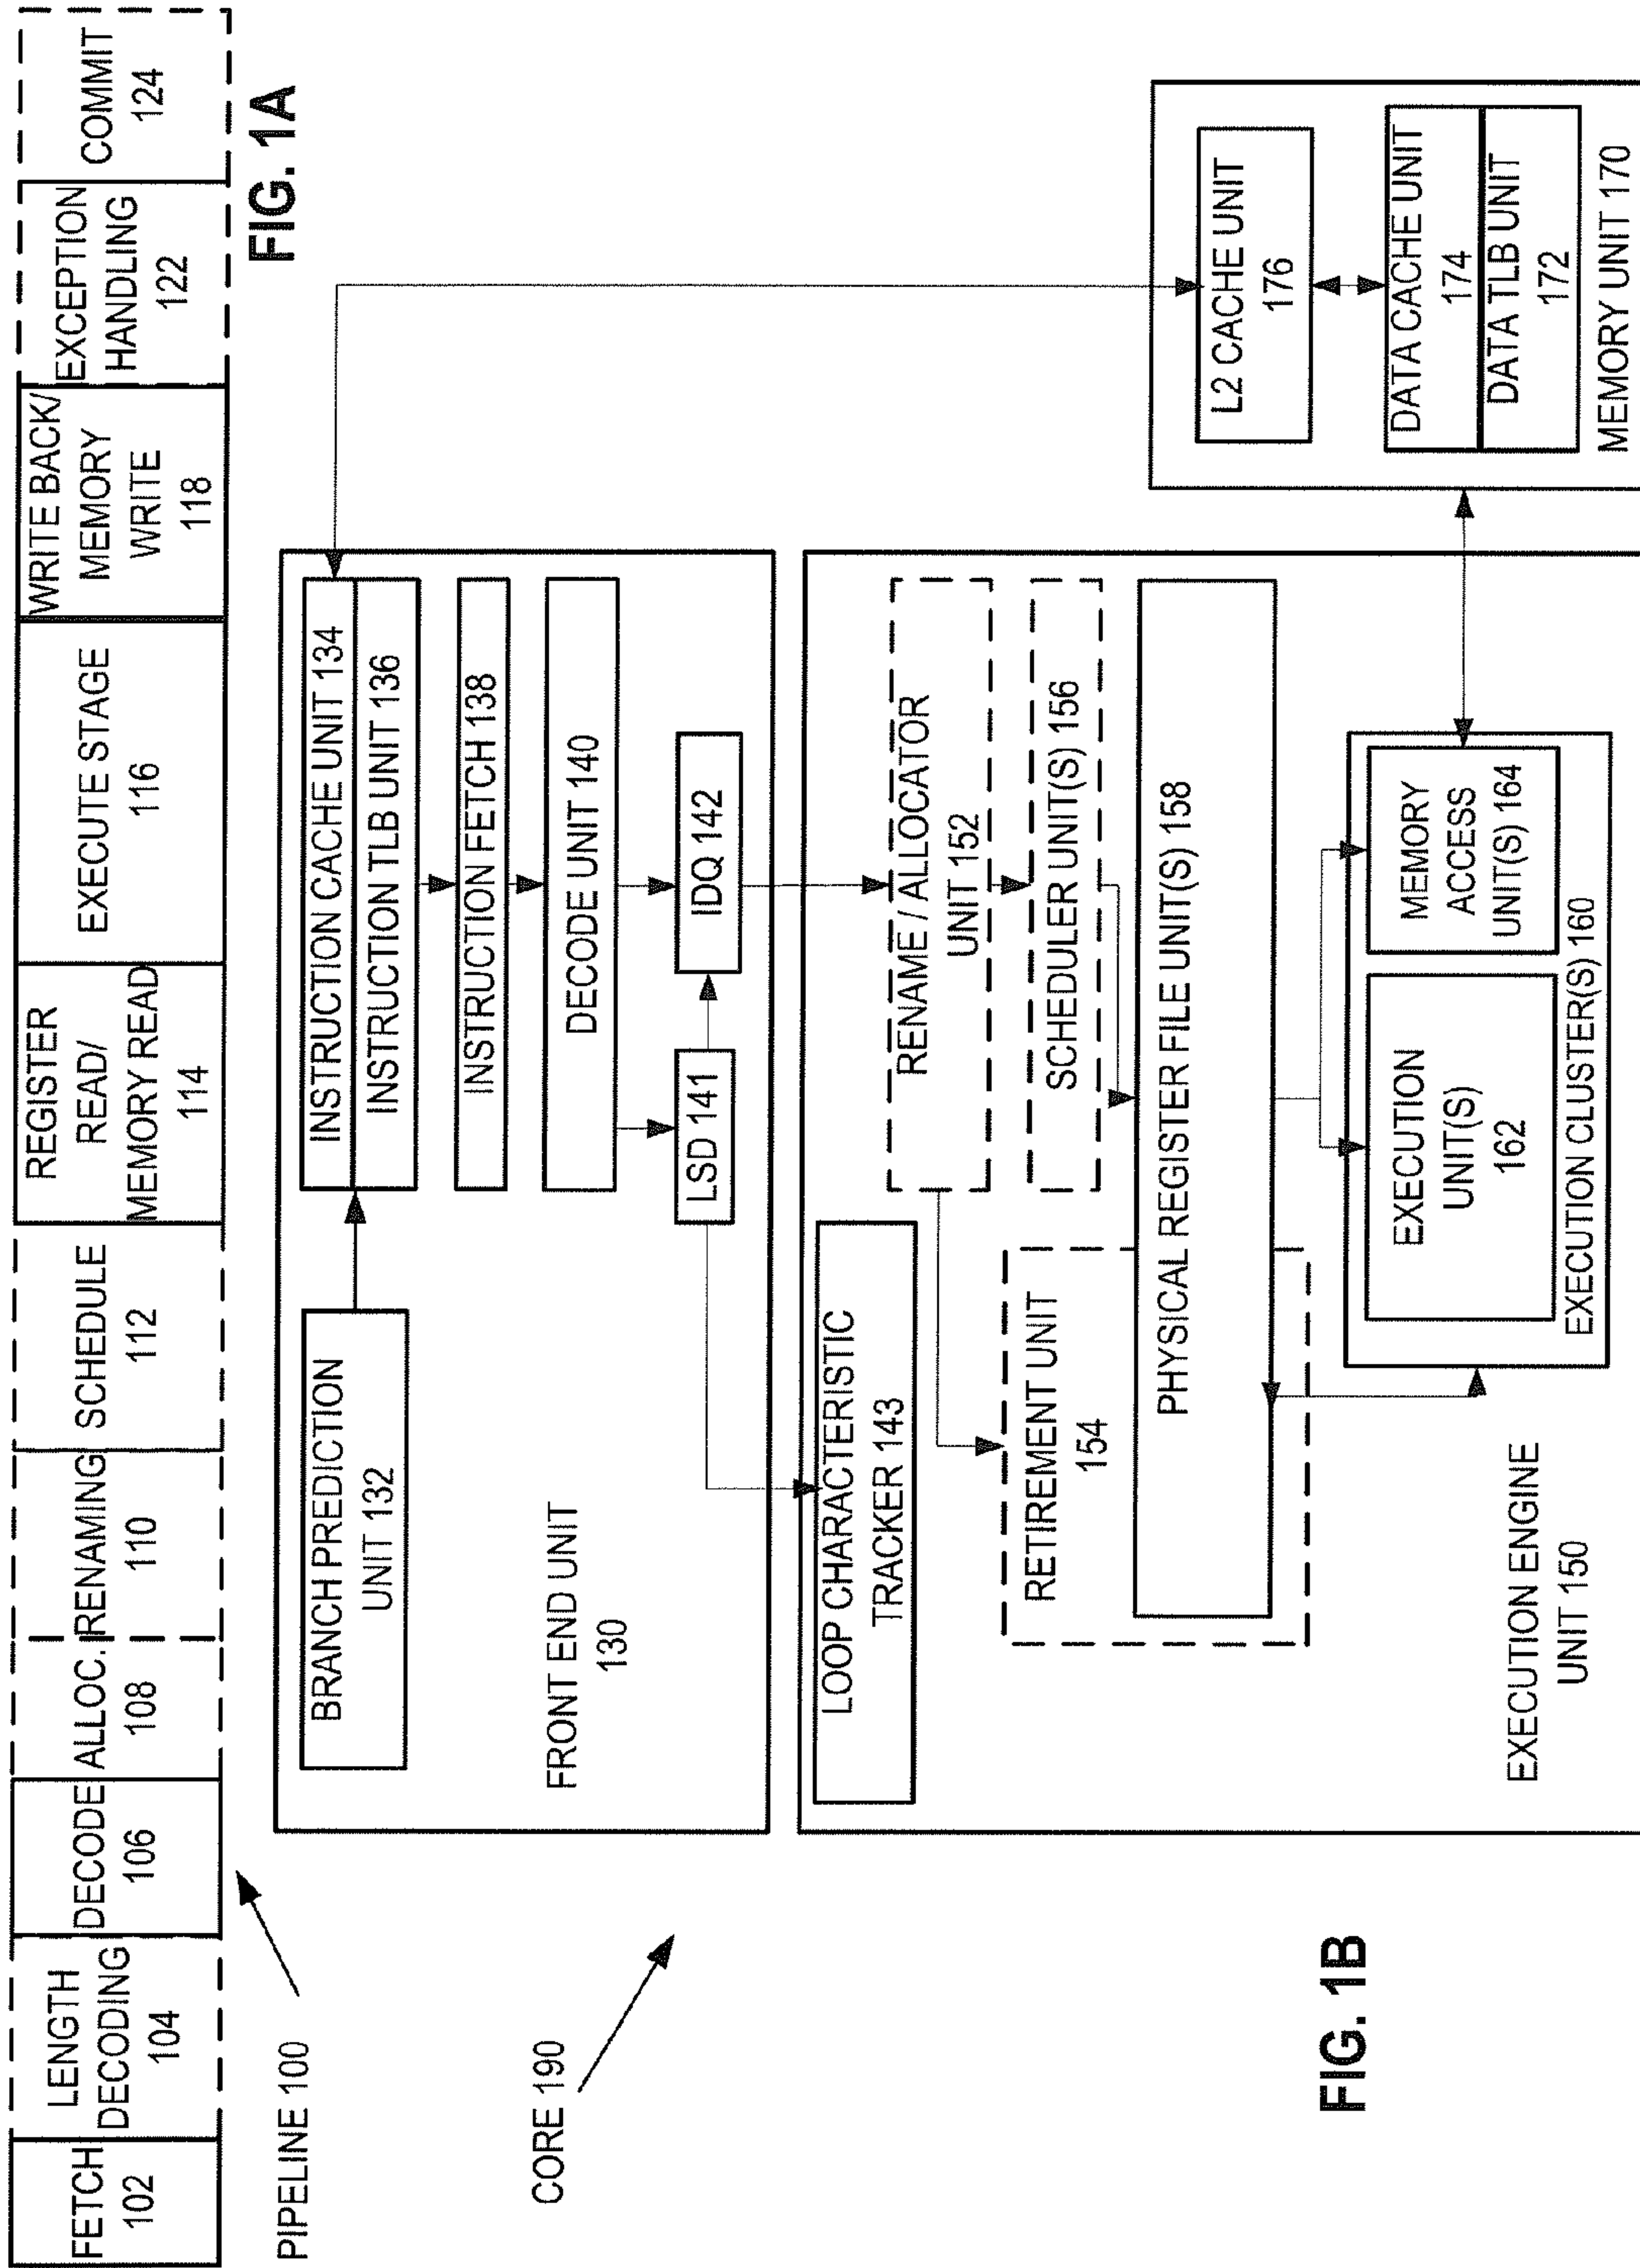 FETCH
102
LENGTH
DECODING
104
DECODE
106
ALLOC.
108
RENAMING
110
SCHEDULE
112
REGISTER
READ/
MEMORY READ
114
EXECUTE STAGE
116
WRITE BACK/
MEMORY
WRITE
118
EXCEPTION
HANDLING
122
COMMIT
124
PIPELINE 100
FIG. 1A
CORE 190
BRANCH PREDICTION
UNIT 132
INSTRUCTION CACHE UNIT 134
INSTRUCTION TLB UNIT 136
INSTRUCTION FETCH 138
DECODE UNIT 140
LSD 141
IDQ 142
FRONT END UNIT
130
LOOP CHARACTERISTIC
TRACKER 143
RENAME / ALLOCATOR
UNIT 152
SCHEDULER UNIT(S) 156
RETIREMENT UNIT
154
PHYSICAL REGISTER FILE UNIT(S) 158
EXECUTION
UNIT(S)
162
MEMORY
ACCESS
UNIT(S) 164
EXECUTION CLUSTER(S) 160
EXECUTION ENGINE
UNIT 150
L2 CACHE UNIT
176
DATA CACHE UNIT
174
DATA TLB UNIT
172
MEMORY UNIT 170
FIG. 1B